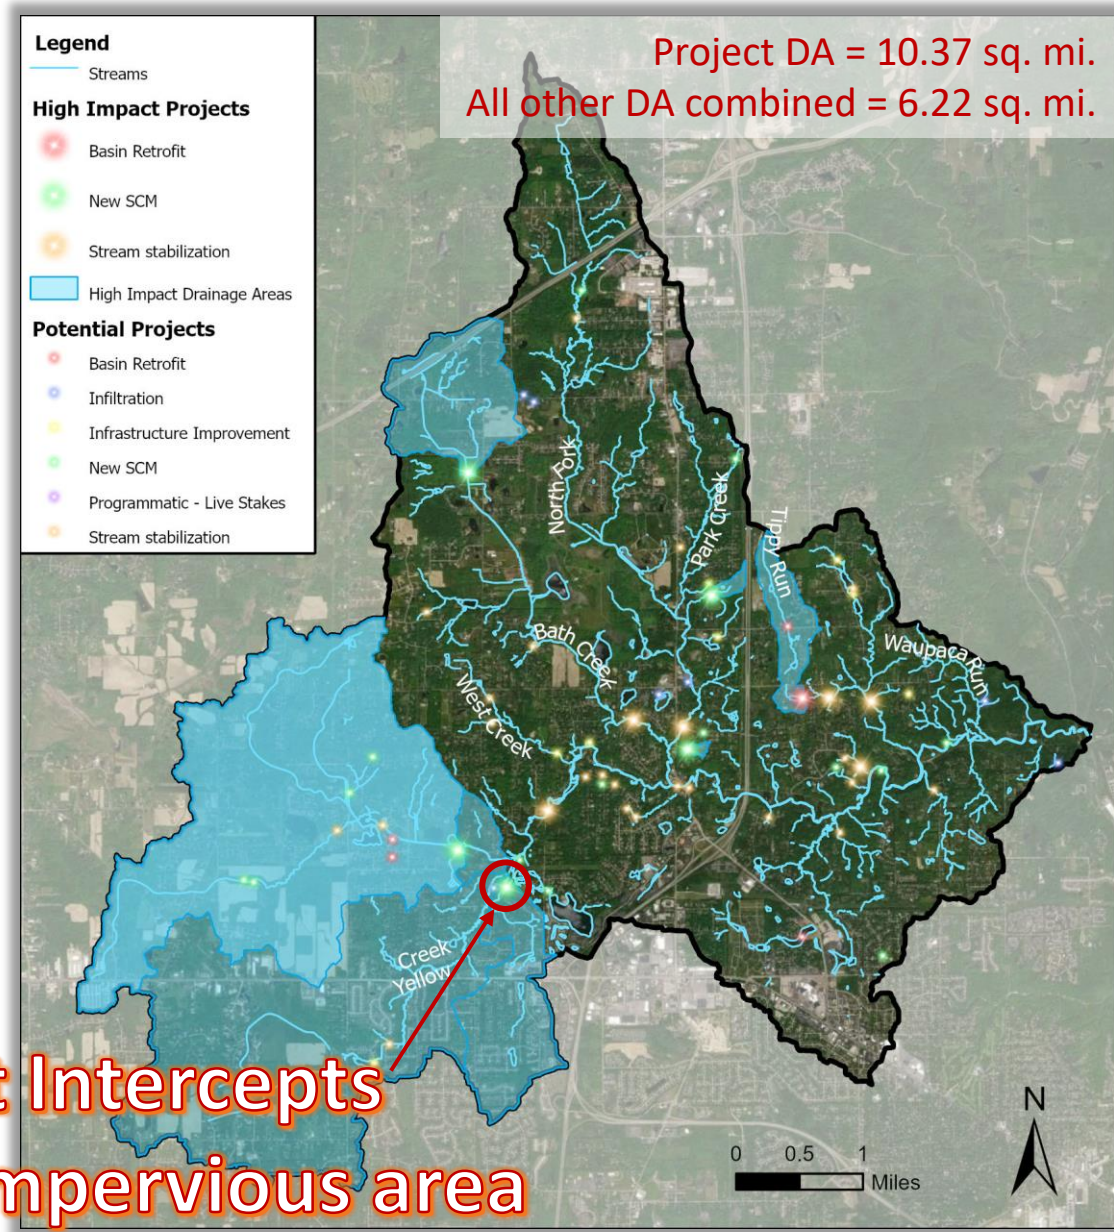 Project DA = 10.37 sq. mi.
All other DA combined = 6.22 sq. mi.
Legend
Streams
High Impact Projects
Basin Retrofit
New SCM
Stream stabilization
High Impact Drainage Areas
Potential Projects
Basin Retrofit
Infiltration
Infrastructure Improvement
New SCM
Programmatic - Live Stakes
Stream stabilization
North Fork
Park Creek
Tippy Run
Waupaca Run
Bath Creek
West Creek
Creek
Yellow
t Intercepts
mpervious area
N
0 0.5 1
Miles